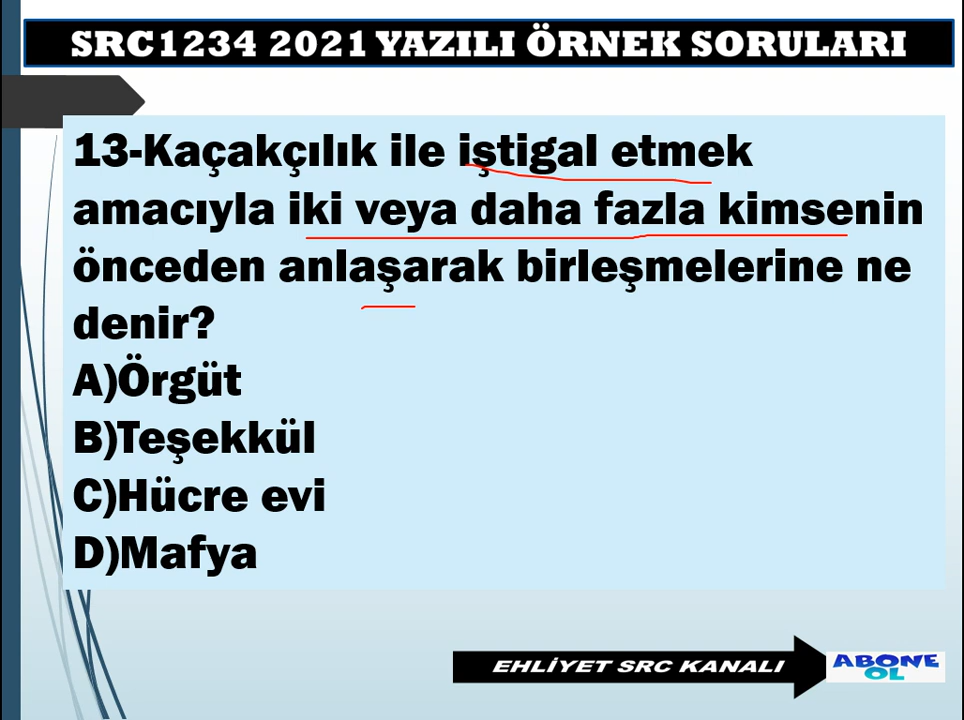 SRC1234 2021 YAZILI ÖRNEK SORULARI
13-Kaçakçılık ile iştigal etmek
amacıyla iki veya daha fazla kimsenin
önceden anlaşarak birleşmelerine ne
denir?
A)Örgüt
B)Teşekkül
C)Hücre evi
D)Mafya
EHLİYET SRC KANALI
ABONE
OL